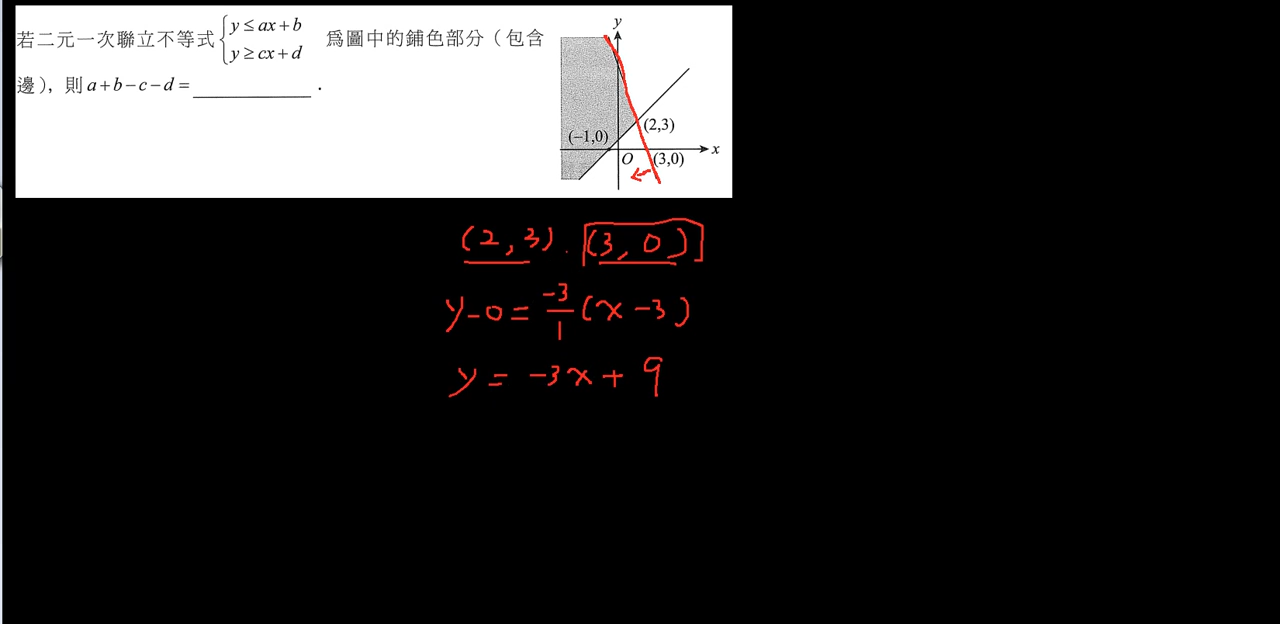 若二元一次聯立不等式{y ≤ ax + b
y ≥ cx + d 爲圖中的鋪色部分（包含
邊），則a + b − c − d = ____________ .
y
(2,3)
(−1,0)
x
O
(3,0)
(2,3).(3,0)
y-0=-3/1(x-3)
y=-3x+9